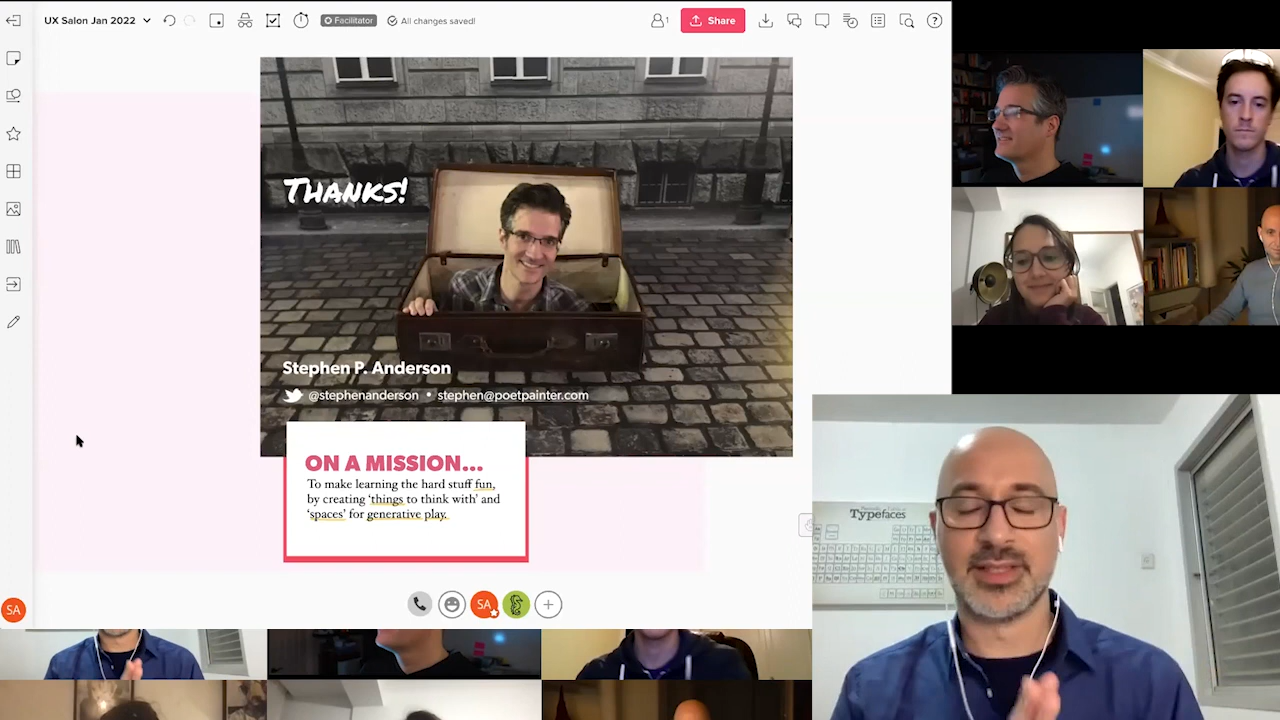 UX Salon Jan 2022
Facilitator
All changes saved!
1
Share
THANKS!
Stephen P. Anderson
@stephenanderson • stephen@poetpainter.com
ON A MISSION...
To make learning the hard stuff fun,
by creating ‘things to think with’ and
‘spaces’ for generative play.
SA
SA
Typefaces